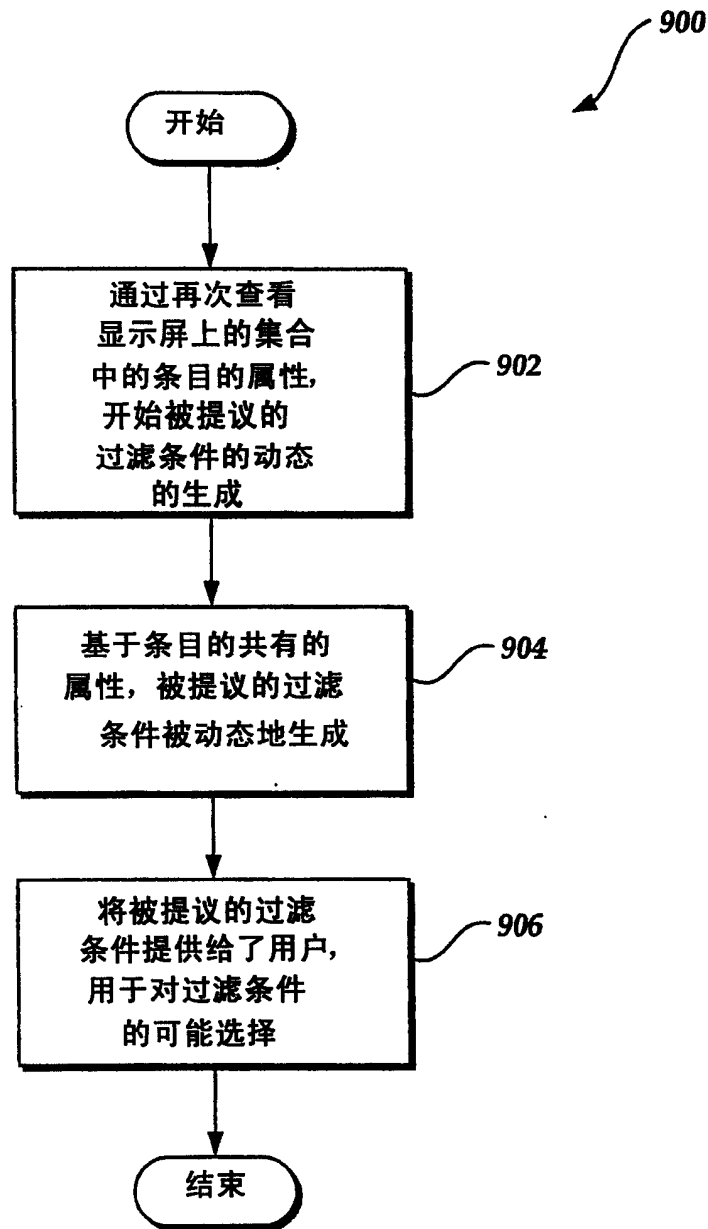 900
开始
通过再次查看
显示屏上的集合
中的条目的属性,
开始被提议的
过滤条件的动态
的生成
902
基于条目的共有的
属性，被提议的过滤
条件被动态地生成
904
将被提议的过滤
条件提供给了用户,
用于对过滤条件
的可能选择
906
结束